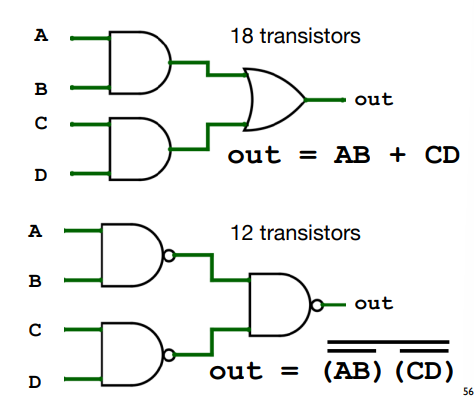 A
18 transistors
B
out
C
out = AB + CD
D
A
12 transistors
B
out
C
out = \overline{\overline{(AB)} \overline{(CD)}}
D
56